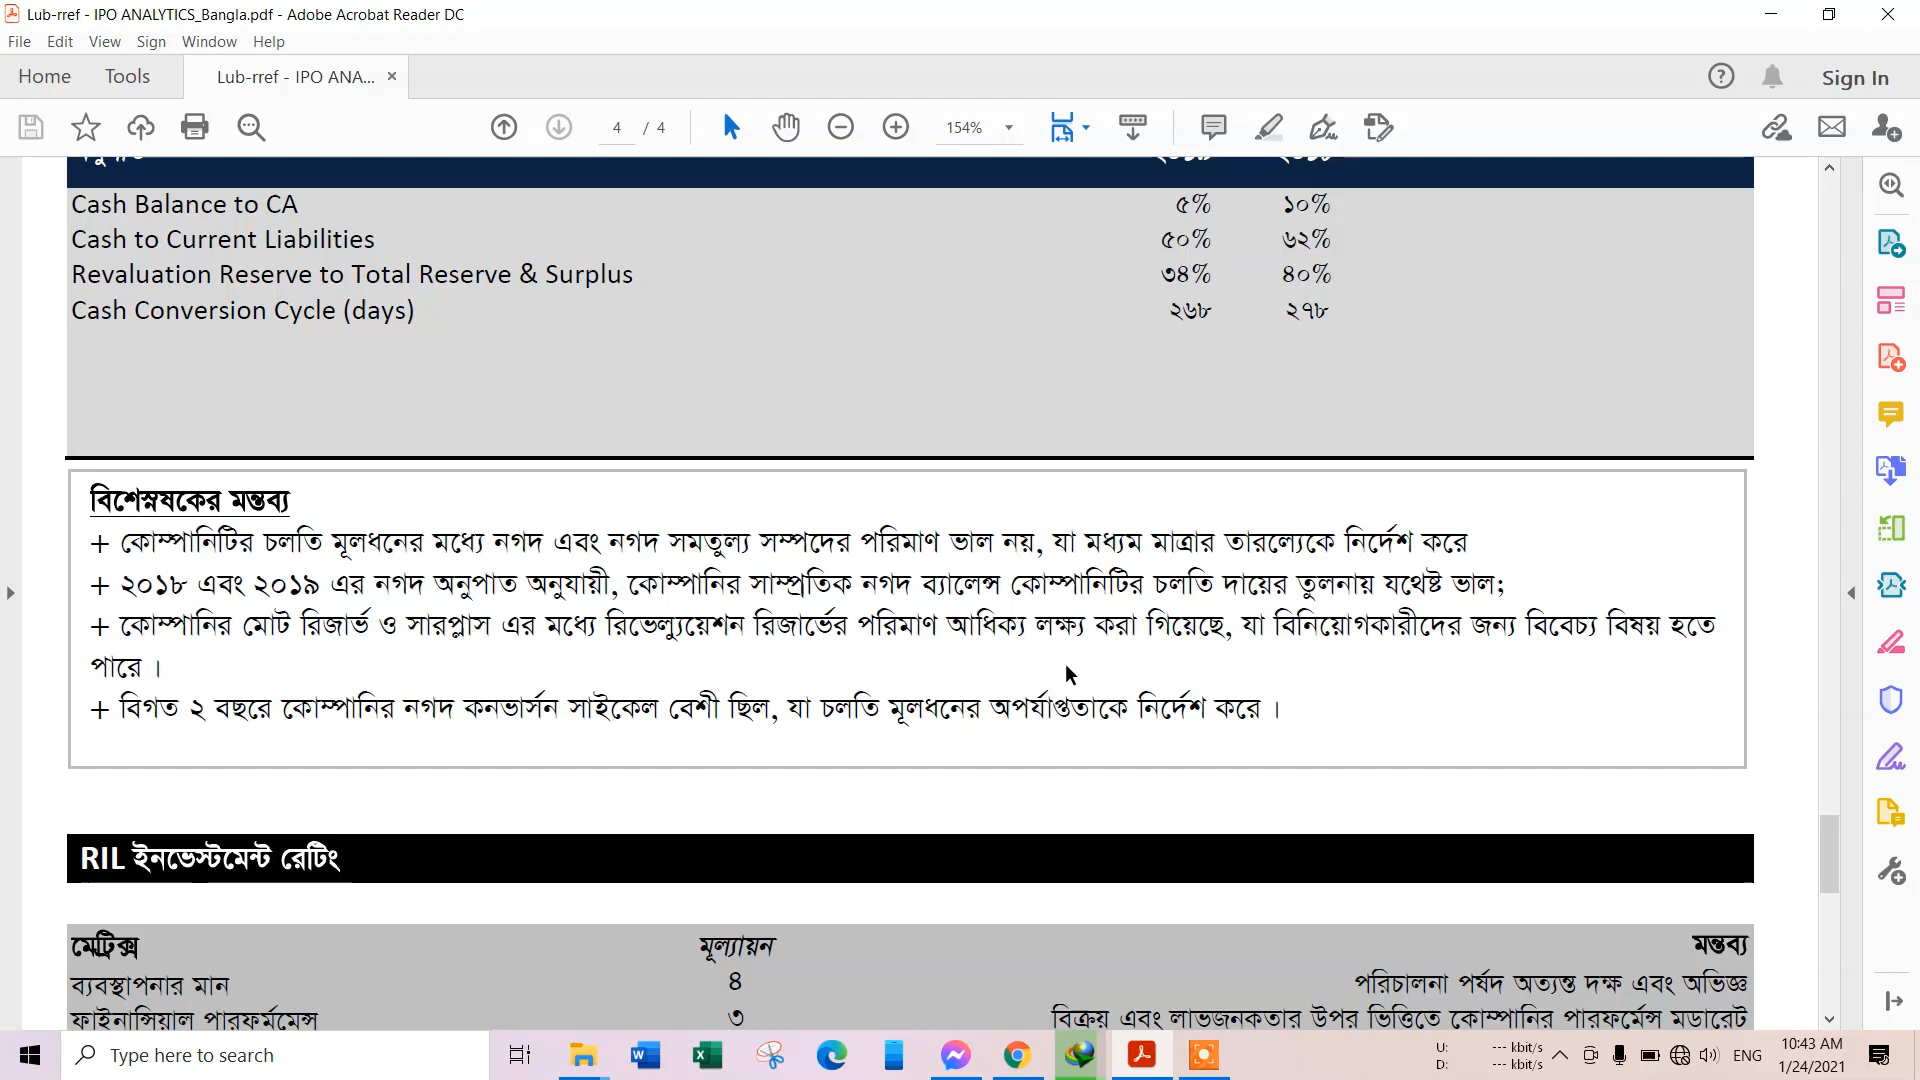 Lub-rref - IPO ANALYTICS_Bangla.pdf - Adobe Acrobat Reader DC
File Edit View Sign Window Help
Home Tools Lub-rref - IPO ANA... × Sign In
4 / 4 154%
Cash Balance to CA ৫% ১০%
Cash to Current Liabilities ৫০% ৬২%
Revaluation Reserve to Total Reserve & Surplus ৩৪% ৪০%
Cash Conversion Cycle (days) ২৬৮ ২৭৮
বিশেস্নষকের মন্তব্য
+ কোম্পানিটির চলতি মূলধনের মধ্যে নগদ এবং নগদ সমতুল্য সম্পদের পরিমাণ ভাল নয়, যা মধ্যম মাত্রার তারল্যেকে নির্দেশ করে
+ ২০১৮ এবং ২০১৯ এর নগদ অনুপাত অনুযায়ী, কোম্পানির সাম্প্রতিক নগদ ব্যালেন্স কোম্পানিটির চলতি দায়ের তুলনায় যথেষ্ট ভাল;
+ কোম্পানির মোট রিজার্ভ ও সারপ্লাস এর মধ্যে রিভেল্যুয়েশন রিজার্ভের পরিমাণ আধিক্য লক্ষ্য করা গিয়েছে, যা বিনিয়োগকারীদের জন্য বিবেচ্য বিষয় হতে
পারে ।
+ বিগত ২ বছরে কোম্পানির নগদ কনভার্সন সাইকেল বেশী ছিল, যা চলতি মূলধনের অপর্যাপ্ততাকে নির্দেশ করে ।
RIL ইনভেস্টমেন্ট রেটিং
মেট্রিক্স মূল্যায়ন মন্তব্য
ব্যবস্থাপনার মান ৪ পরিচালনা পর্ষদ অত্যন্ত দক্ষ এবং অভিজ্ঞ
ফাইনান্সিয়াল পারফর্মমেন্স ৩ বিক্রয় এবং লাভজনকতার উপর ভিত্তিতে কোম্পানির পারফর্মেন্স মডারেট
Type here to search
U: --- kbit/s
D: --- kbit/s
ENG
10:43 AM
1/24/2021